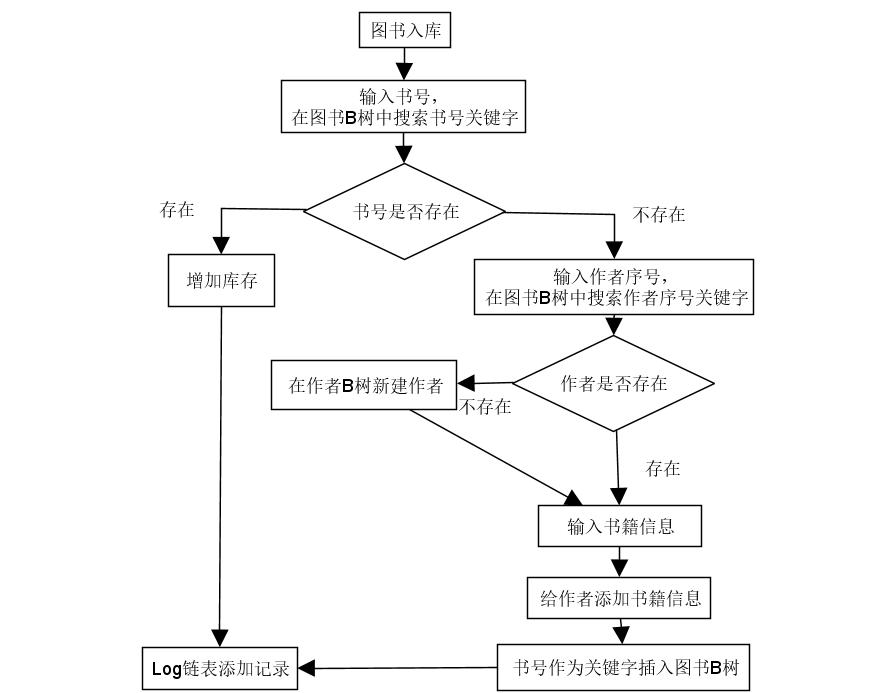 图书入库
输入书号,
在图书B树中搜索书号关键字
书号是否存在
存在
不存在
增加库存
输入作者序号,
在图书B树中搜索作者序号关键字
作者是否存在
在作者B树新建作者
不存在
存在
输入书籍信息
给作者添加书籍信息
书号作为关键字插入图书B树
Log链表添加记录